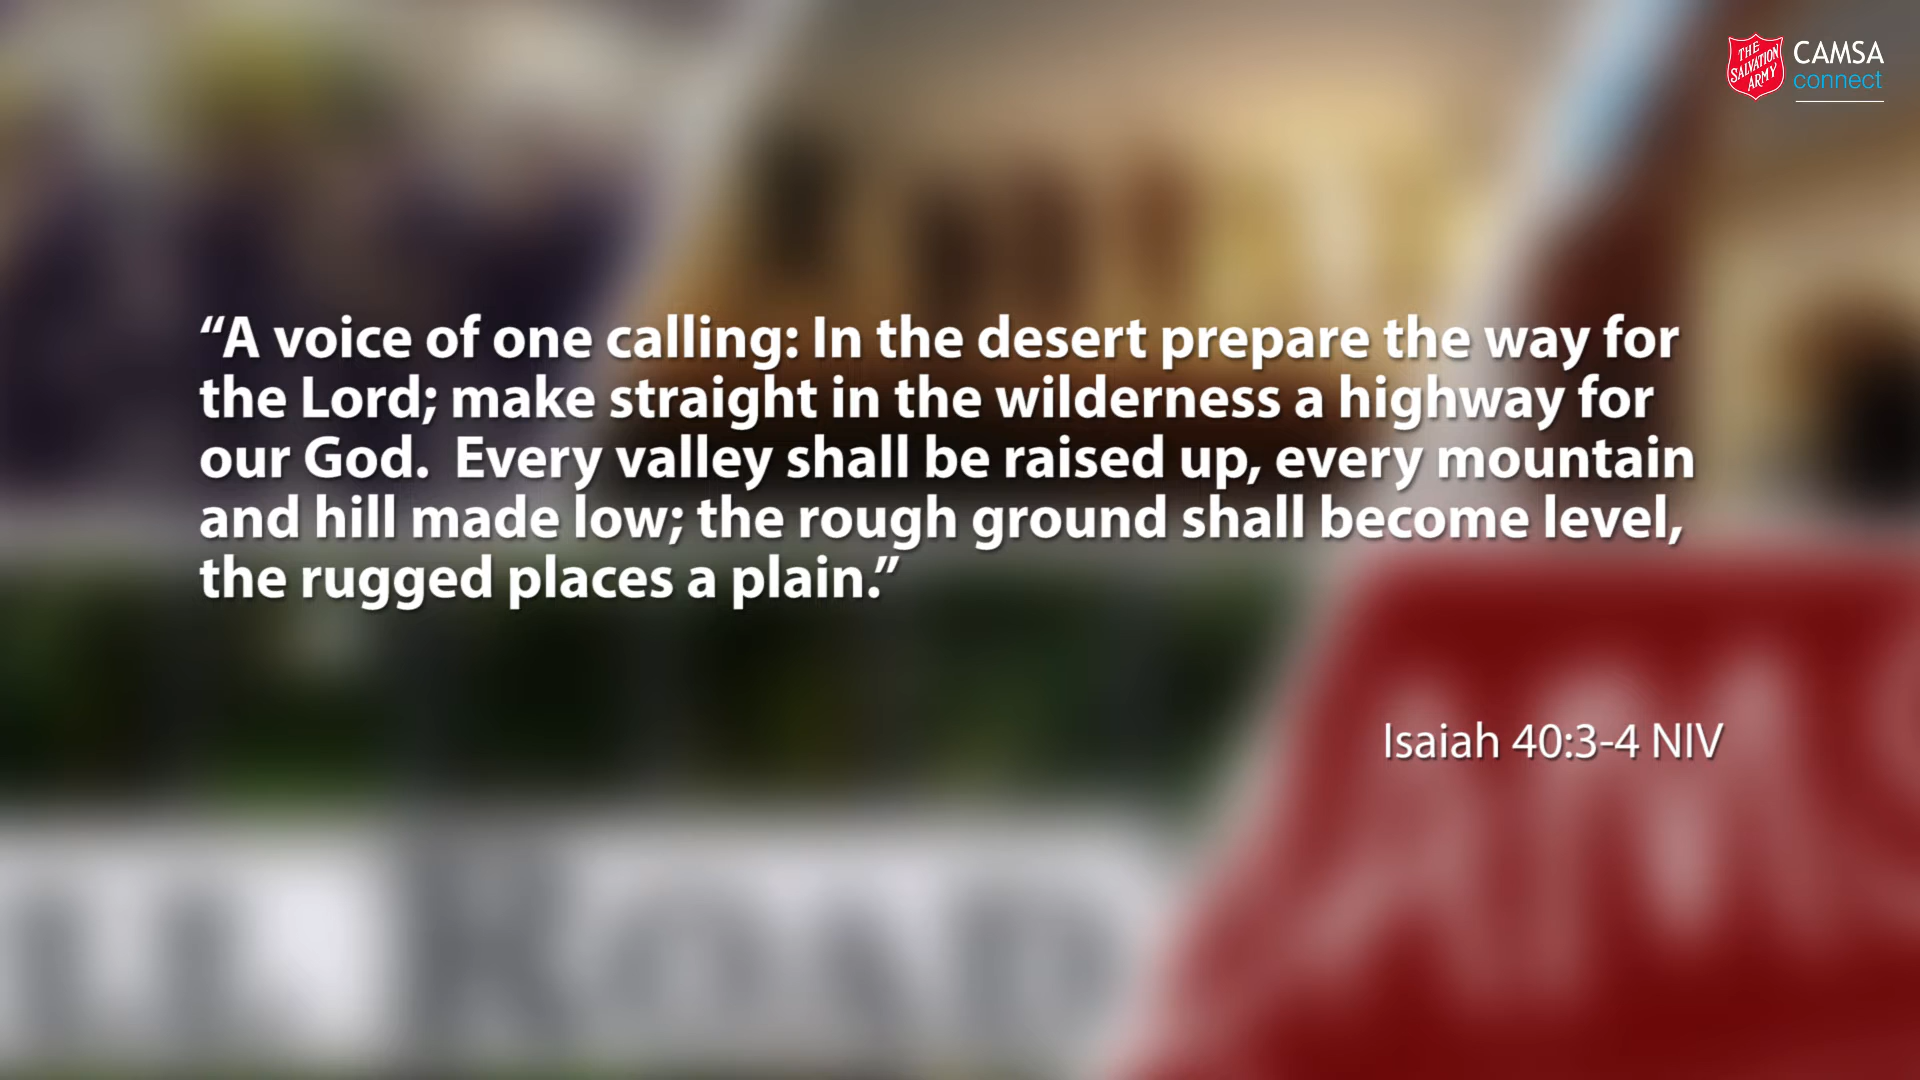 THE
SALVATION
ARMY
CAMSA
connect
“A voice of one calling: In the desert prepare the way for
the Lord; make straight in the wilderness a highway for
our God.  Every valley shall be raised up, every mountain
and hill made low; the rough ground shall become level,
the rugged places a plain.”
Isaiah 40:3-4 NIV